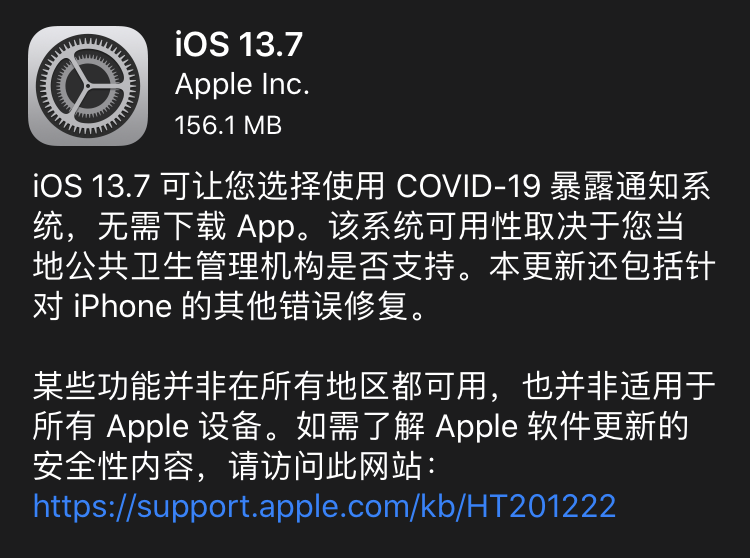 iOS 13.7
Apple Inc.
156.1 MB
iOS 13.7 可让您选择使用 COVID-19 暴露通知系
统，无需下载 App。该系统可用性取决于您当
地公共卫生管理机构是否支持。本更新还包括针
对 iPhone 的其他错误修复。
某些功能并非在所有地区都可用，也并非适用于
所有 Apple 设备。如需了解 Apple 软件更新的
安全性内容，请访问此网站：
https://support.apple.com/kb/HT201222